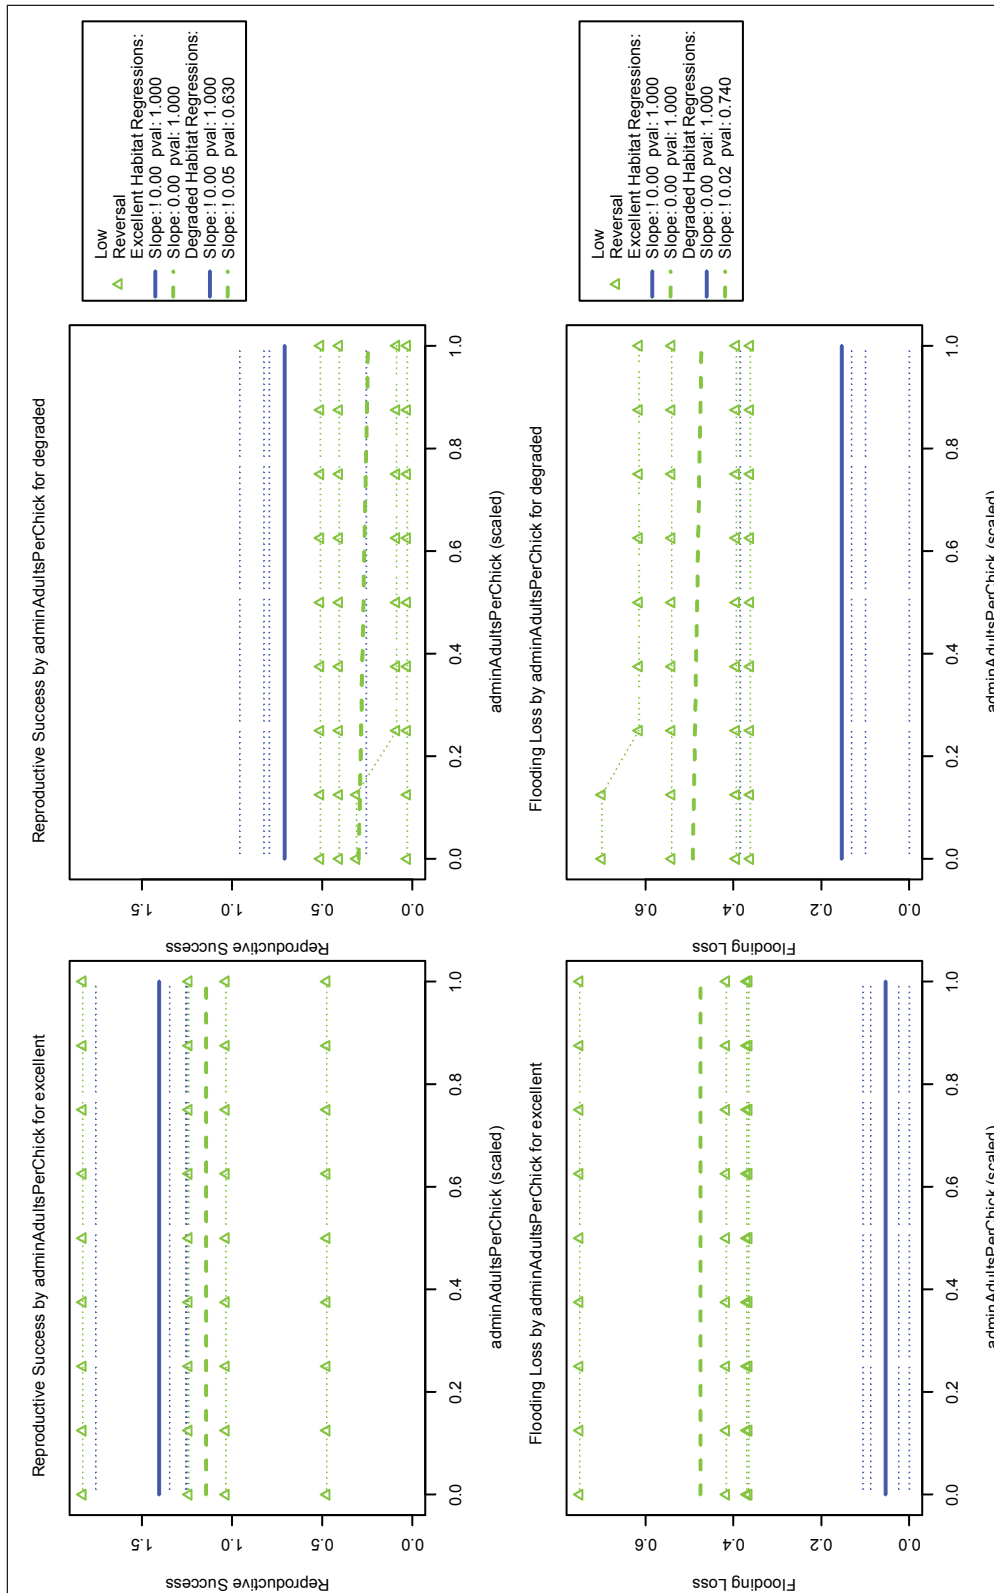 Reproductive Success by adminAdultsPerChick for excellent
Reproductive Success
0.0 0.5 1.0 1.5
0.0 0.2 0.4 0.6 0.8 1.0
adminAdultsPerChick (scaled)
Reproductive Success by adminAdultsPerChick for degraded
Reproductive Success
0.0 0.5 1.0 1.5
0.0 0.2 0.4 0.6 0.8 1.0
adminAdultsPerChick (scaled)
Low
Reversal
Excellent Habitat Regressions:
Slope: ! 0.00 pval: 1.000
Slope: 0.00 pval: 1.000
Degraded Habitat Regressions:
Slope: ! 0.00 pval: 1.000
Slope: ! 0.05 pval: 0.630
Flooding Loss by adminAdultsPerChick for excellent
Flooding Loss
0.0 0.2 0.4 0.6
0.0 0.2 0.4 0.6 0.8 1.0
adminAdultsPerChick (scaled)
Flooding Loss by adminAdultsPerChick for degraded
Flooding Loss
0.0 0.2 0.4 0.6
0.0 0.2 0.4 0.6 0.8 1.0
adminAdultsPerChick (scaled)
Low
Reversal
Excellent Habitat Regressions:
Slope: ! 0.00 pval: 1.000
Slope: 0.00 pval: 1.000
Degraded Habitat Regressions:
Slope: 0.00 pval: 1.000
Slope: ! 0.02 pval: 0.740